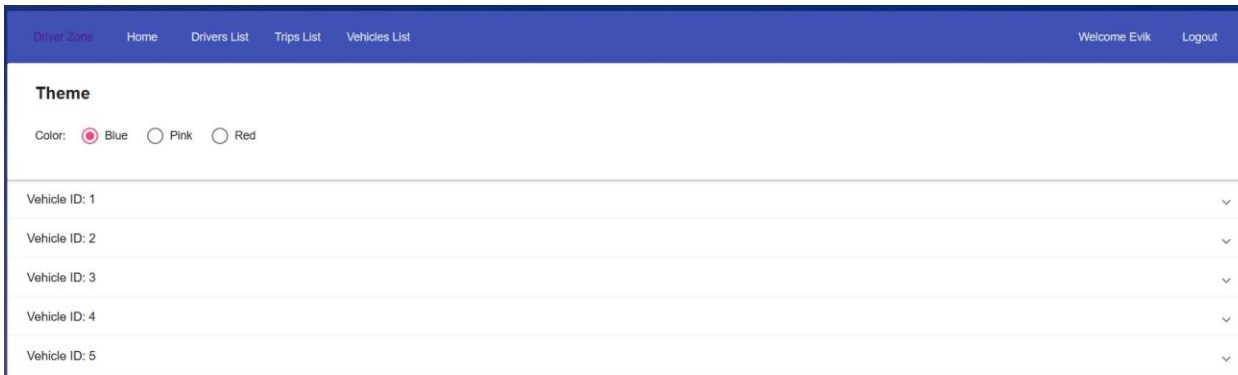 Driver Zone Home Drivers List Trips List Vehicles List Welcome Evik Logout
Theme
Color: Blue Pink Red
Vehicle ID: 1
Vehicle ID: 2
Vehicle ID: 3
Vehicle ID: 4
Vehicle ID: 5